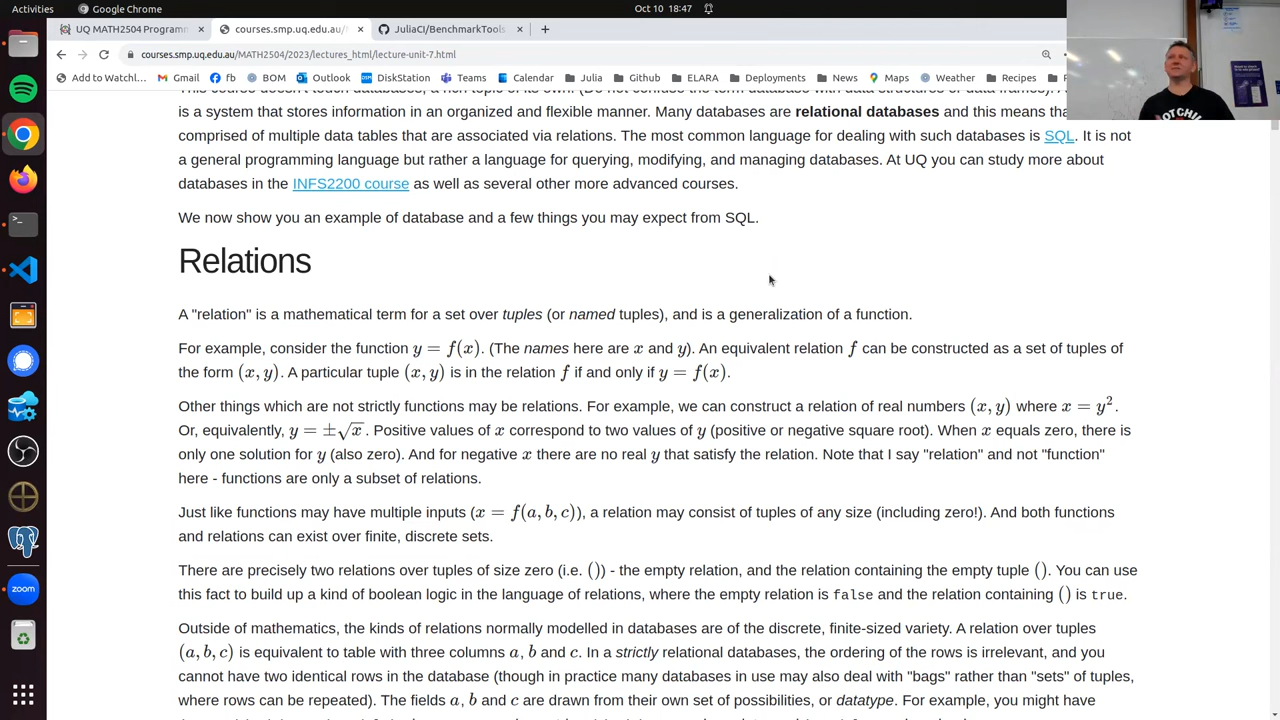 Activities Google Chrome Oct 10 18:47
UQ MATH2504 Programm courses.smp.uq.edu.au/ JuliaCI/BenchmarkTools
courses.smp.uq.edu.au/MATH2504/2023/lectures_html/lecture-unit-7.html
Add to Watchl… Gmail fb BOM Outlook DiskStation Teams Calendar Julia Github ELARA Deployments News Maps Weather Recipes
is a system that stores information in an organized and flexible manner. Many databases are relational databases and this means tha
comprised of multiple data tables that are associated via relations. The most common language for dealing with such databases is SQL. It is not
a general programming language but rather a language for querying, modifying, and managing databases. At UQ you can study more about
databases in the INFS2200 course as well as several other more advanced courses.
We now show you an example of database and a few things you may expect from SQL.
Relations
A "relation" is a mathematical term for a set over tuples (or named tuples), and is a generalization of a function.
For example, consider the function y = f(x). (The names here are x and y). An equivalent relation f can be constructed as a set of tuples of
the form (x, y). A particular tuple (x, y) is in the relation f if and only if y = f(x).
Other things which are not strictly functions may be relations. For example, we can construct a relation of real numbers (x, y) where x = y².
Or, equivalently, y = ±√x. Positive values of x correspond to two values of y (positive or negative square root). When x equals zero, there is
only one solution for y (also zero). And for negative x there are no real y that satisfy the relation. Note that I say "relation" and not "function"
here - functions are only a subset of relations.
Just like functions may have multiple inputs (x = f(a, b, c)), a relation may consist of tuples of any size (including zero!). And both functions
and relations can exist over finite, discrete sets.
There are precisely two relations over tuples of size zero (i.e. ()) - the empty relation, and the relation containing the empty tuple (). You can use
this fact to build up a kind of boolean logic in the language of relations, where the empty relation is false and the relation containing () is true.
Outside of mathematics, the kinds of relations normally modelled in databases are of the discrete, finite-sized variety. A relation over tuples
(a, b, c) is equivalent to table with three columns a, b and c. In a strictly relational databases, the ordering of the rows is irrelevant, and you
cannot have two identical rows in the database (though in practice many databases in use may also deal with "bags" rather than "sets" of tuples,
where rows can be repeated). The fields a, b and c are drawn from their own set of possibilities, or datatype. For example, you might have
zoom